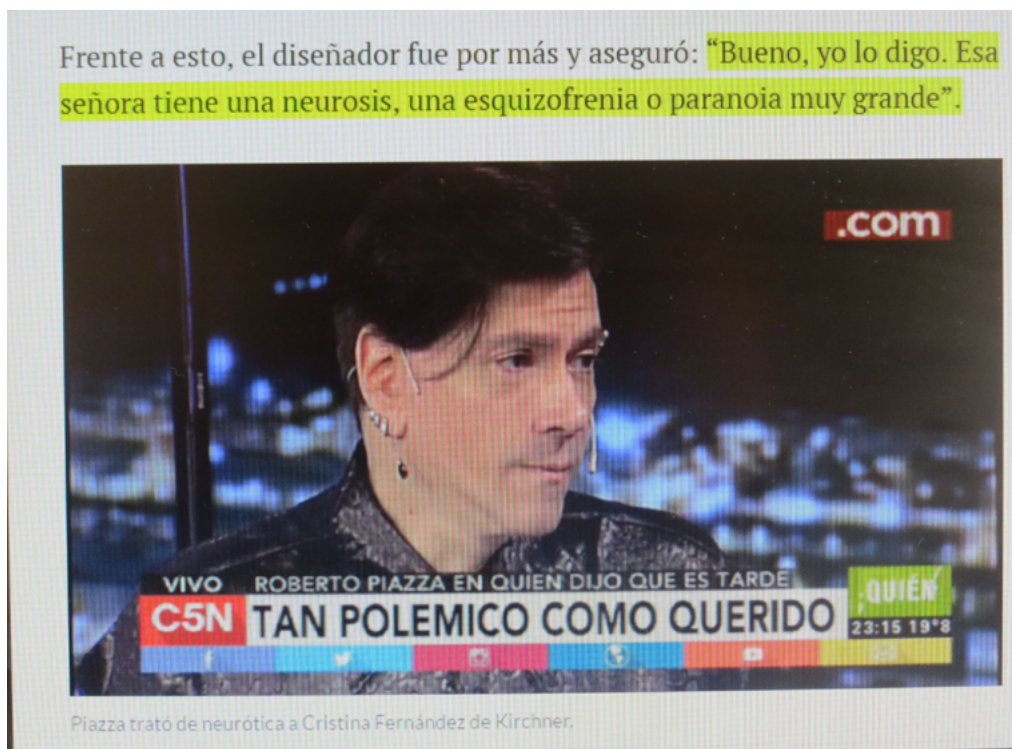 Frente a esto, el diseñador fue por más y aseguró: “Bueno, yo lo digo. Esa
señora tiene una neurosis, una esquizofrenia o paranoia muy grande”.
.com
VIVO ROBERTO PIAZZA EN QUIEN DIJO QUE ES TARDE
¿QUIÉN
C5N TAN POLEMICO COMO QUERIDO
23:15 19°8
Piazza trató de neurótica a Cristina Fernández de Kirchner.